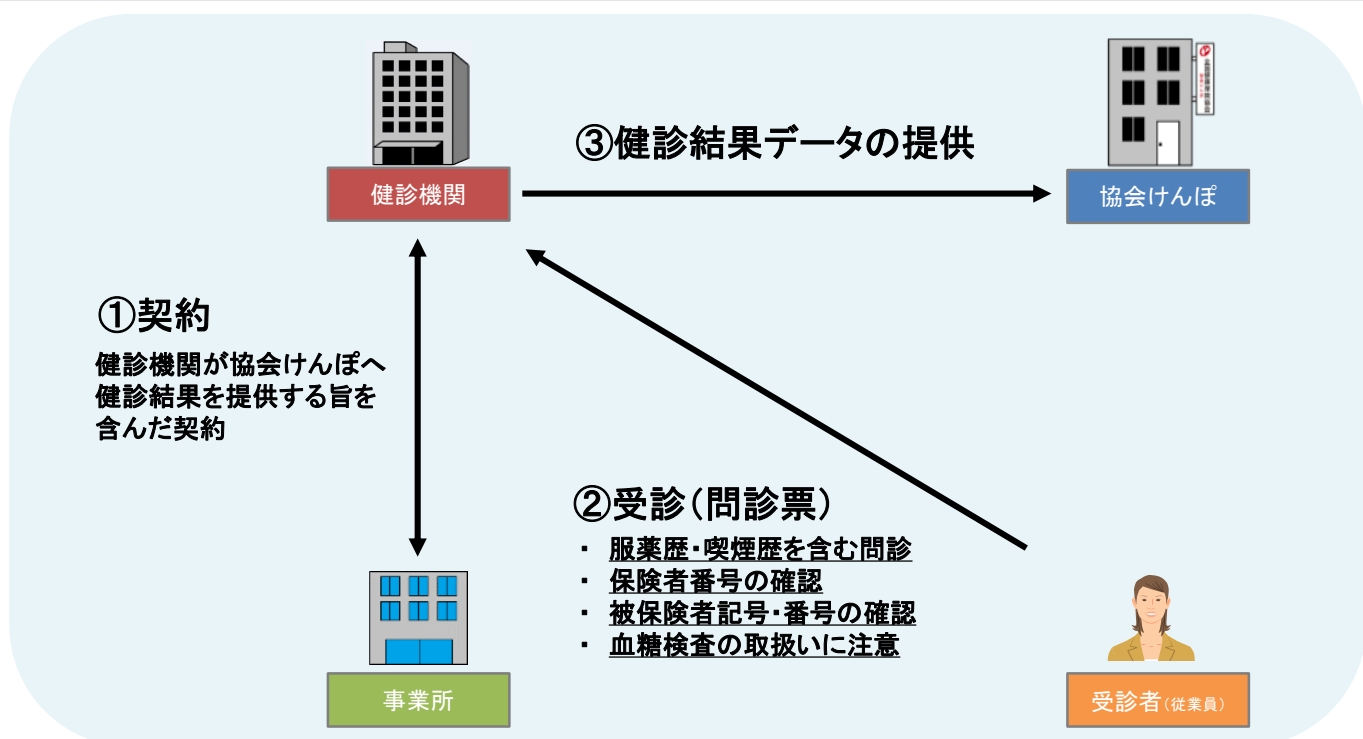 ③健診結果データの提供
健診機関
協会けんぽ
①契約
健診機関が協会けんぽへ
健診結果を提供する旨を
含んだ契約
②受診(問診票)
・ 服薬歴・喫煙歴を含む問診
・ 保険者番号の確認
・ 被保険者記号・番号の確認
・ 血糖検査の取扱いに注意
事業所
受診者(従業員)